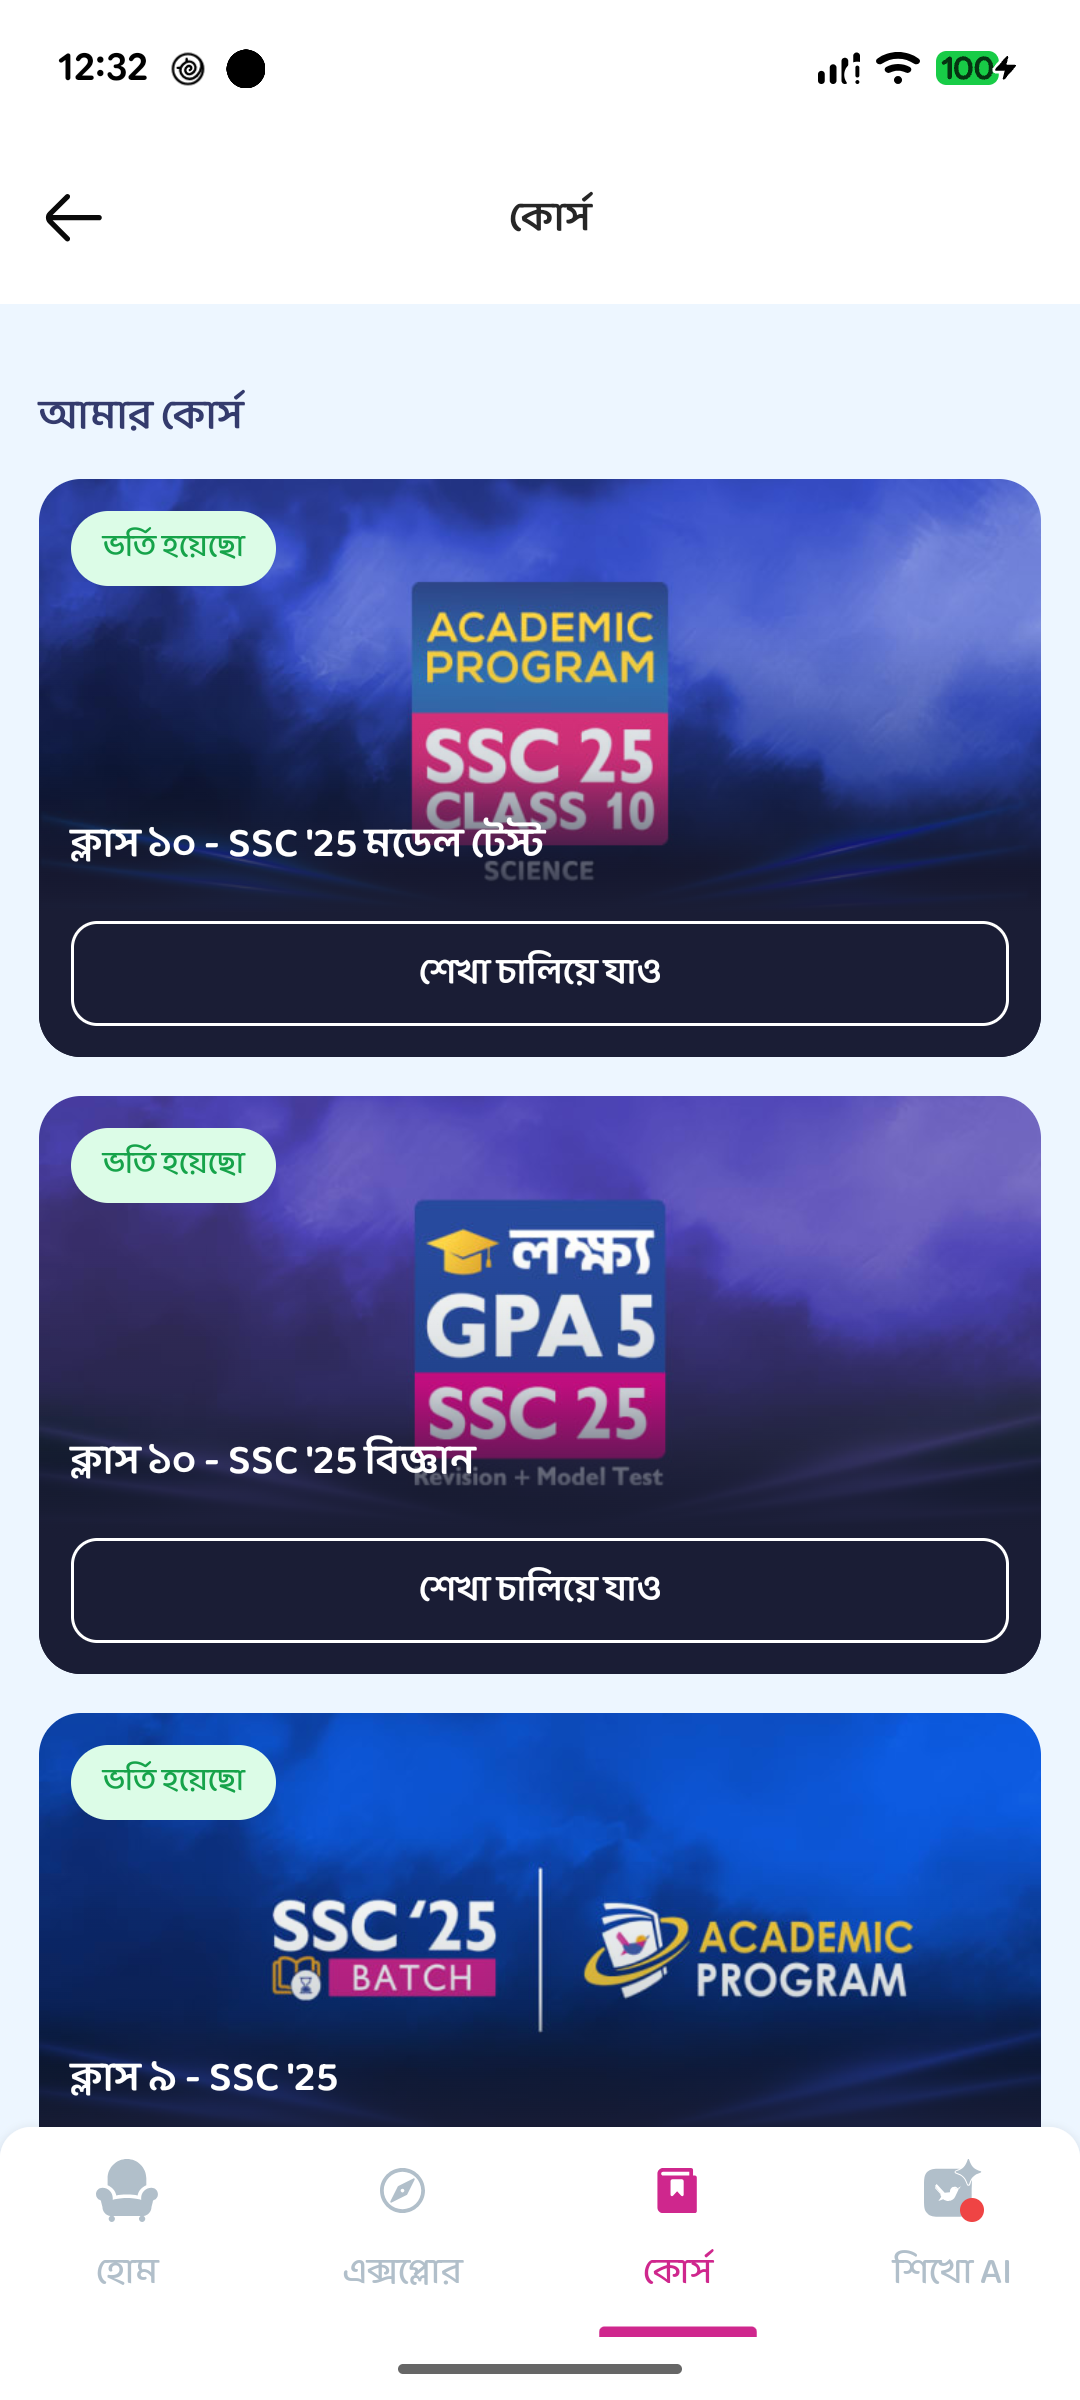 12:32
100
কোর্স
আমার কোর্স
ভর্তি হয়েছো
ACADEMIC
PROGRAM
SSC 25
CLASS 10
ক্লাস ১০ - SSC '25 মডেল টেস্ট
SCIENCE
শেখা চালিয়ে যাও
ভর্তি হয়েছো
লক্ষ্য
GPA 5
SSC 25
ক্লাস ১০ - SSC '25 বিজ্ঞান
Revision + Model Test
শেখা চালিয়ে যাও
ভর্তি হয়েছো
SSC ‘25
BATCH
ACADEMIC
PROGRAM
ক্লাস ৯ - SSC '25
হোম
এক্সপ্লোর
কোর্স
শিখো AI